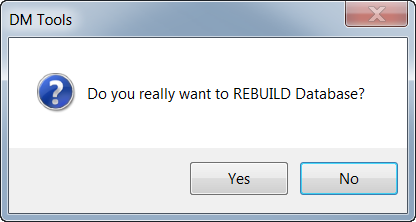 DM Tools
Do you really want to REBUILD Database?
Yes
No